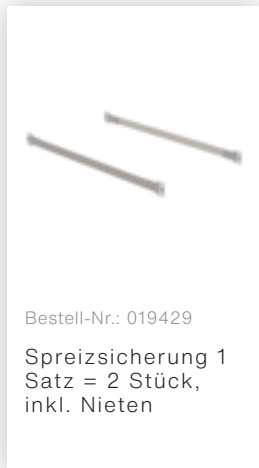 Bestell-Nr.: 019429
Spreizsicherung 1
Satz = 2 Stück,
inkl. Nieten